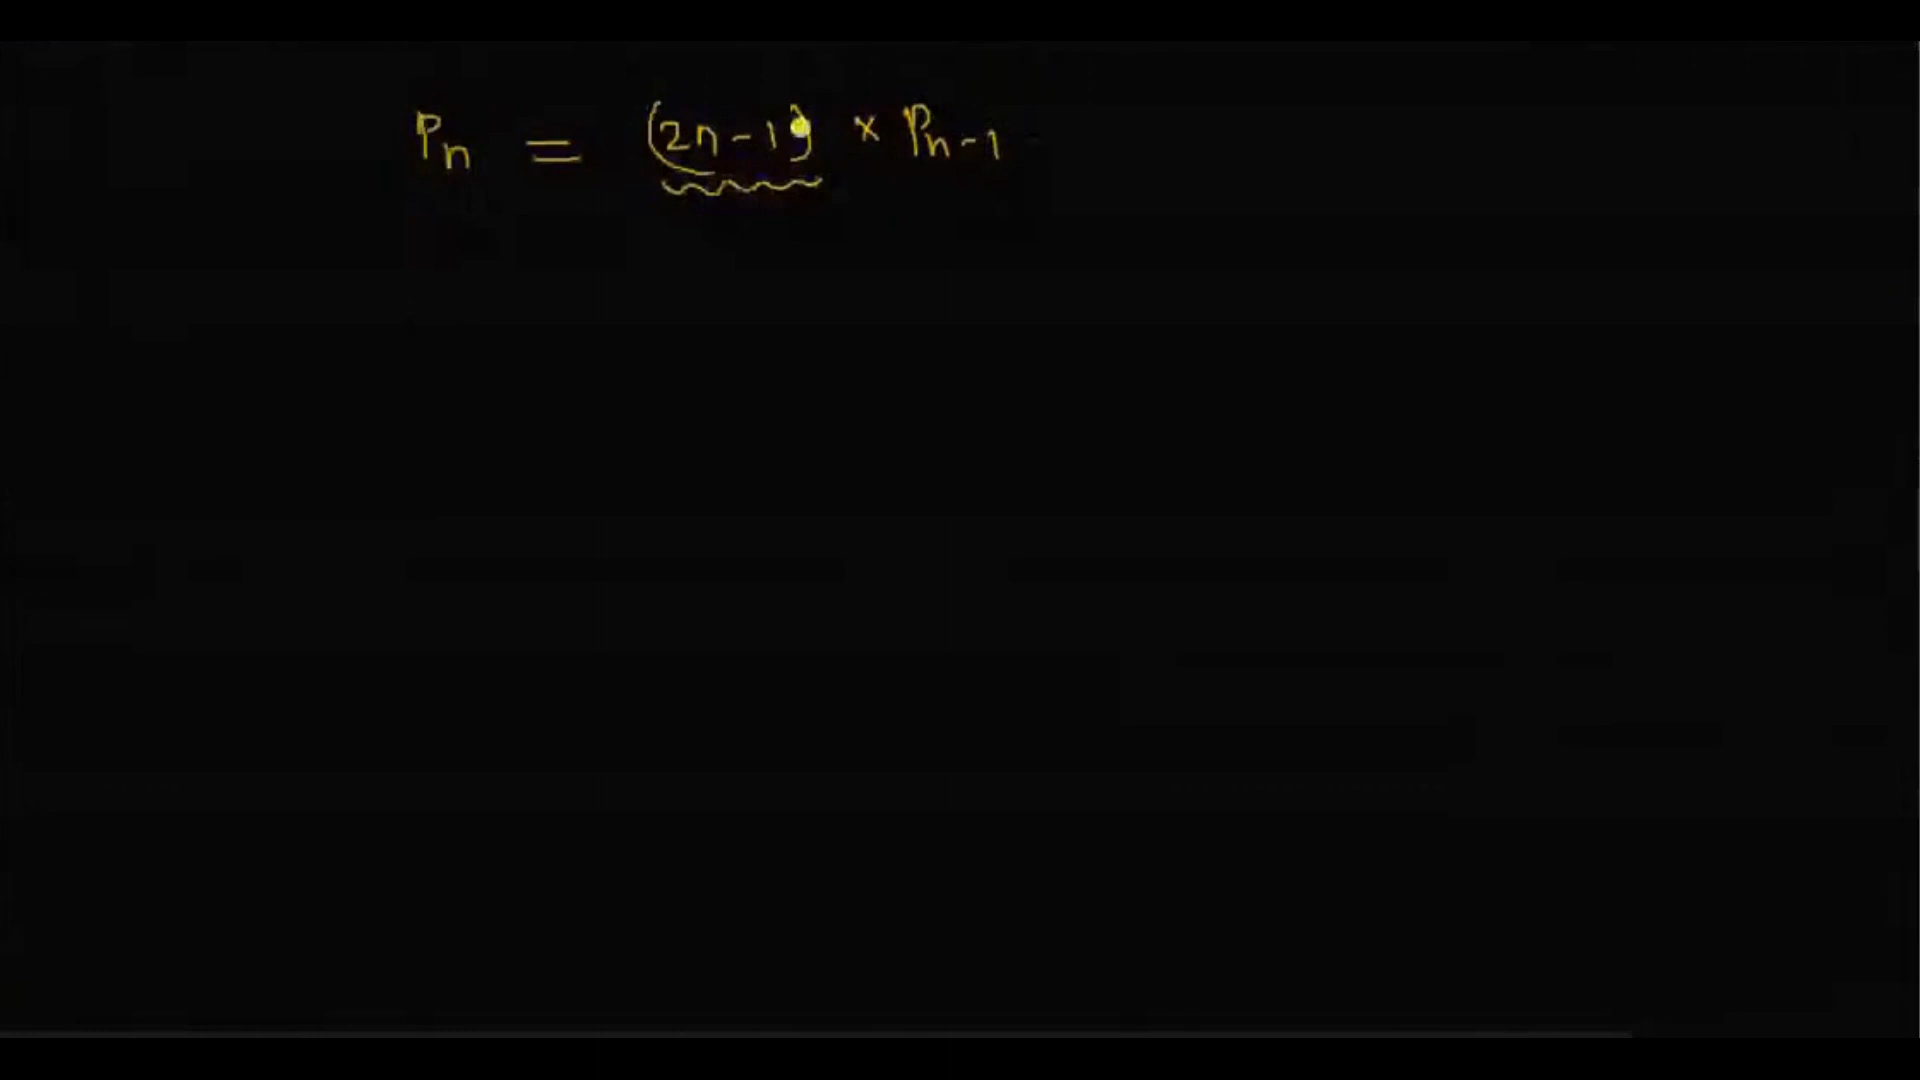 Pn = (2n-1) × Pn-1